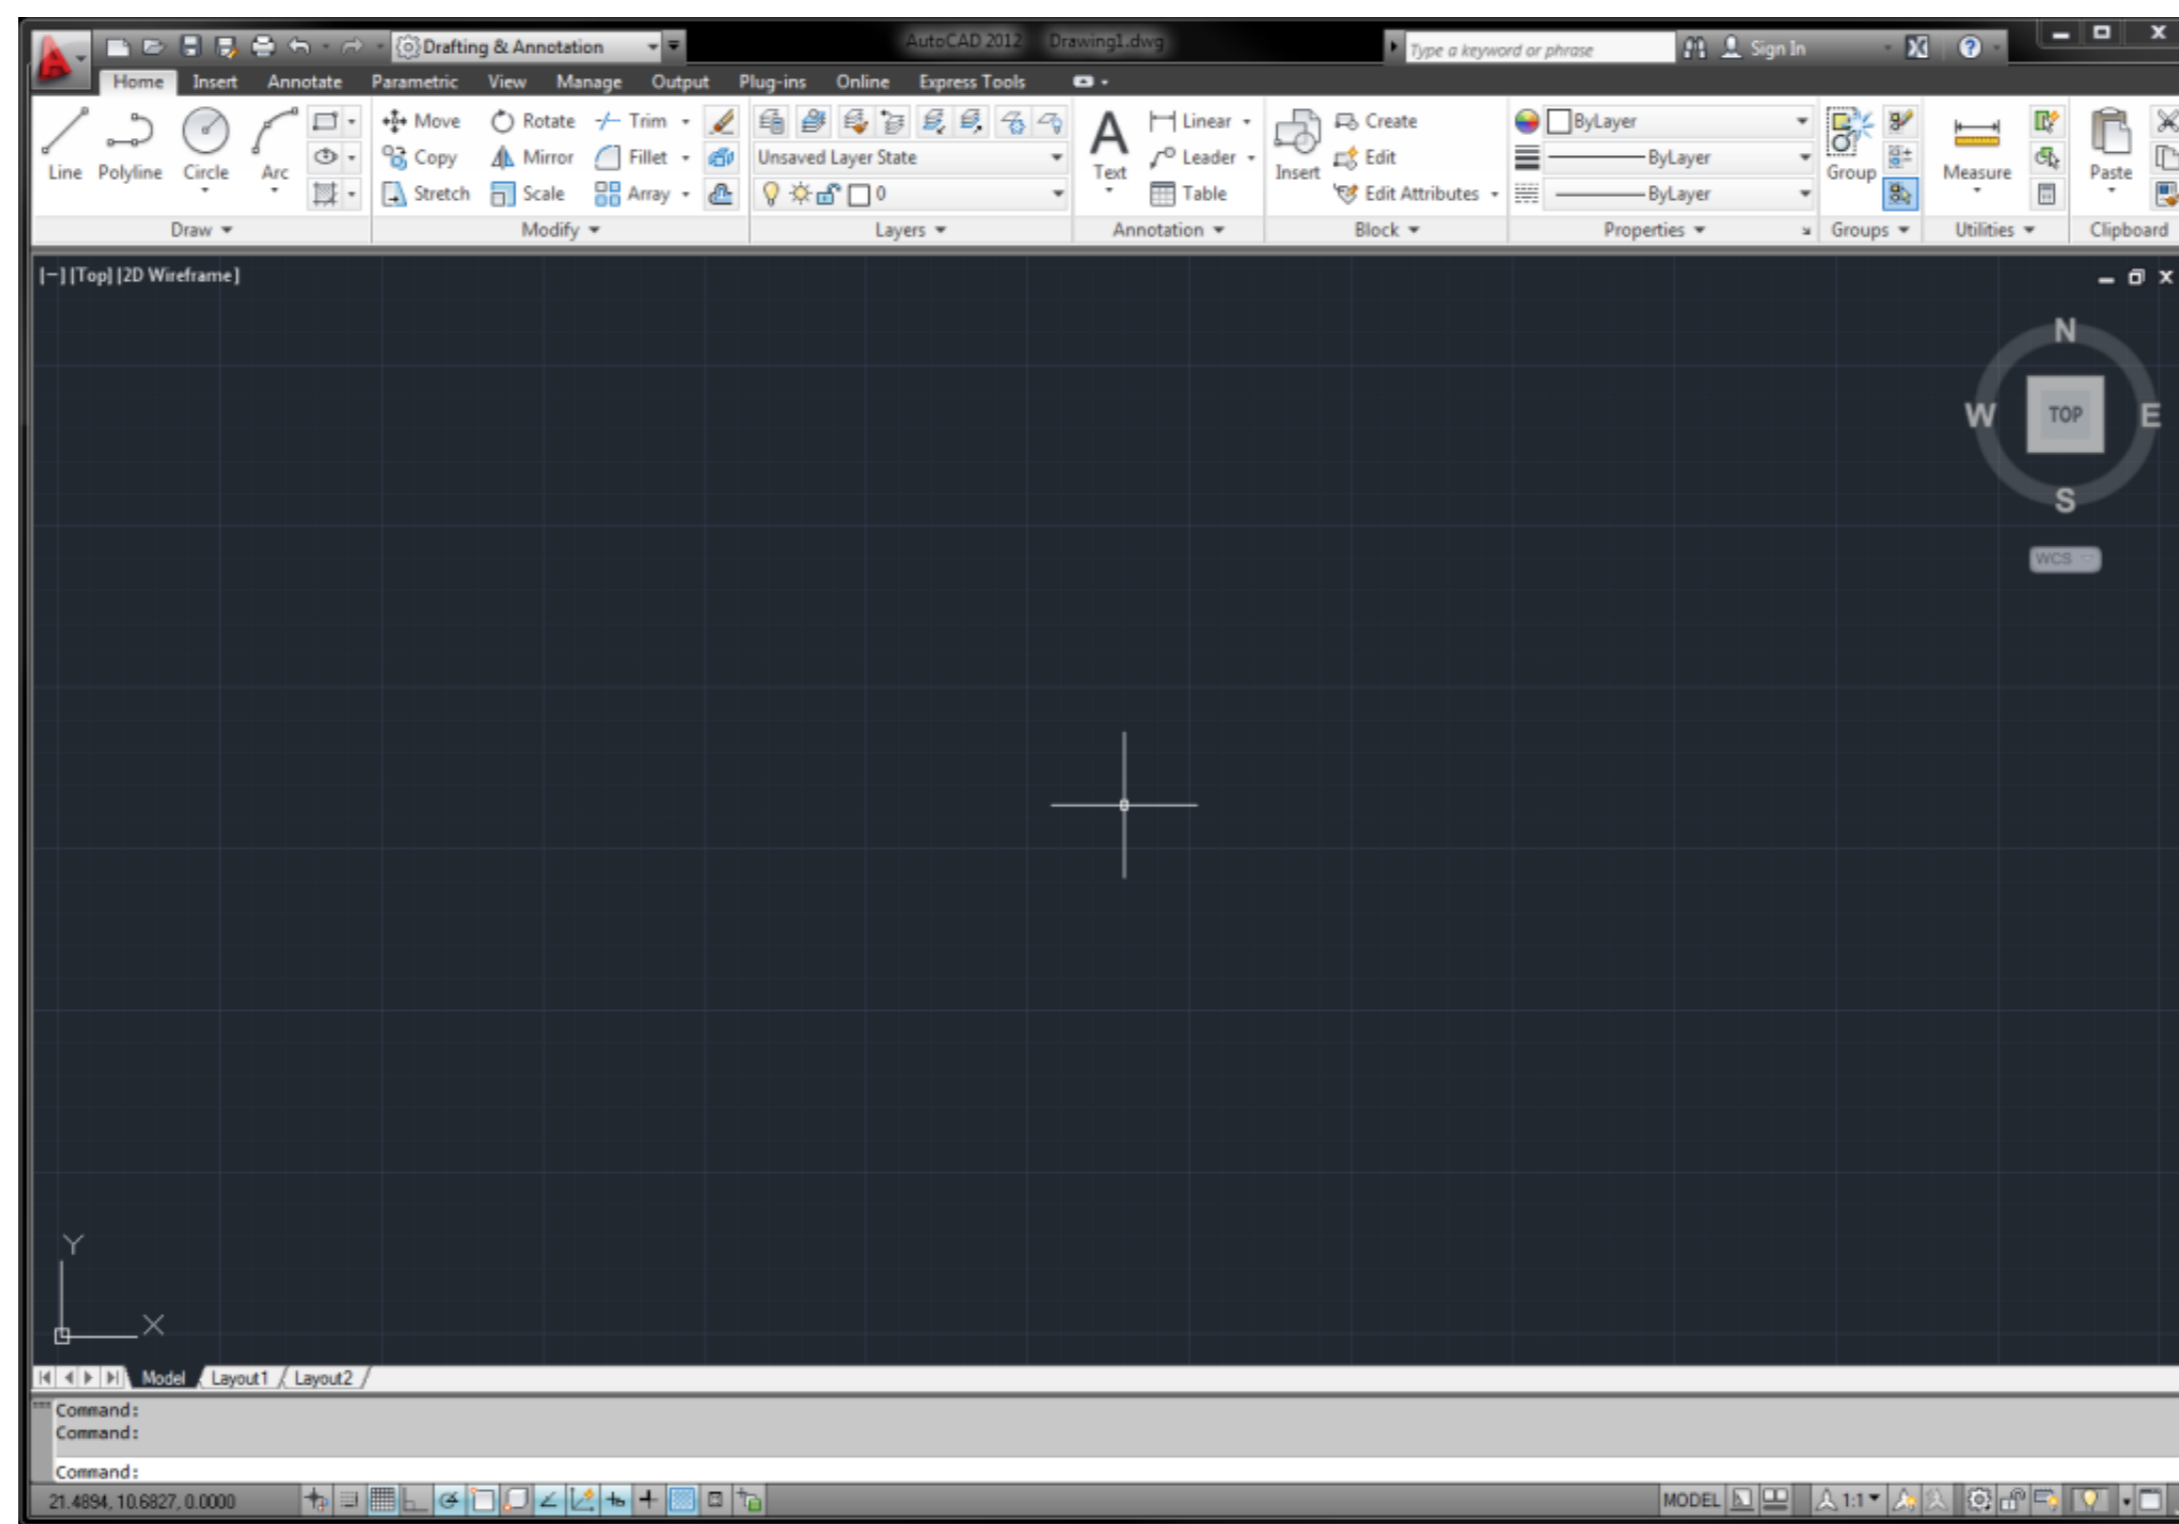 Drafting & Annotation AutoCAD 2012 Drawing1.dwg Type a keyword or phrase Sign In
Home Insert Annotate Parametric View Manage Output Plug-ins Online Express Tools
Line Polyline Circle Arc
Move Rotate Trim
Copy Mirror Fillet
Stretch Scale Array
Unsaved Layer State
0
Text
Linear
Leader
Table
Insert
Create
Edit
Edit Attributes
ByLayer
ByLayer
ByLayer
Group
Measure
Paste
Draw Modify Layers Annotation Block Properties Groups Utilities Clipboard
[−] [Top] [2D Wireframe]
N
W TOP E
S
WCS
Y
X
Model Layout1 Layout2
Command:
Command:
Command:
21.4894, 10.6827, 0.0000 MODEL 1:1